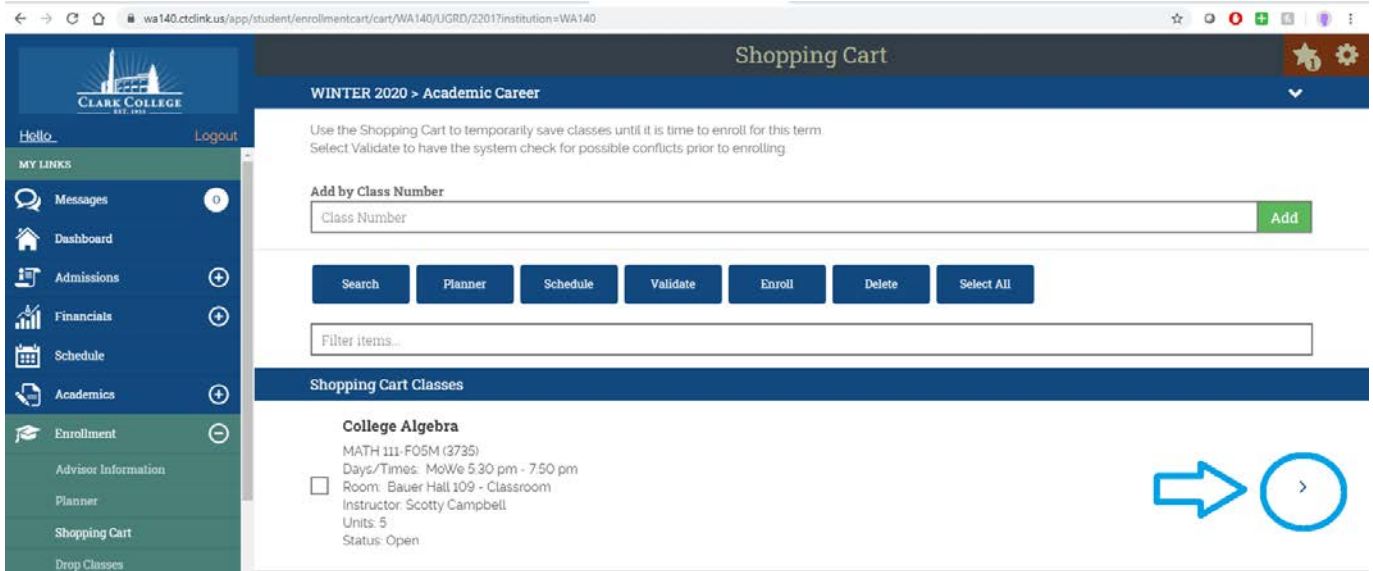 wa140.ctclink.us/app/student/enrollmentcart/cart/WA140/UGRD/2201?institution=WA140
CLARK COLLEGE
EST. 1933
Hello
Logout
MY LINKS
Messages
0
Dashboard
Admissions
Financials
Schedule
Academics
Enrollment
Advisor Information
Planner
Shopping Cart
Drop Classes
Shopping Cart
1
WINTER 2020 > Academic Career
Use the Shopping Cart to temporarily save classes until it is time to enroll for this term.
Select Validate to have the system check for possible conflicts prior to enrolling.
Add by Class Number
Class Number
Add
Search Planner Schedule Validate Enroll Delete Select All
Filter items...
Shopping Cart Classes
College Algebra
MATH 111-F05M (3735)
Days/Times: MoWe 5:30 pm - 7:50 pm
Room: Bauer Hall 109 - Classroom
Instructor: Scotty Campbell
Units: 5
Status: Open